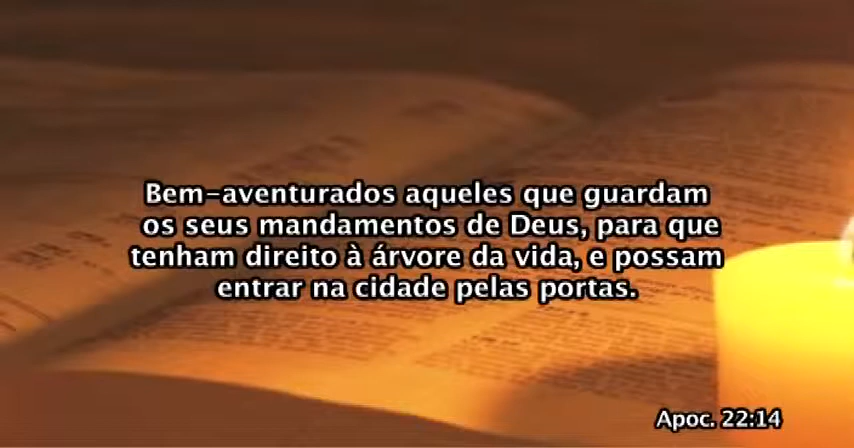 Bem-aventurados aqueles que guardam
os seus mandamentos de Deus, para que
tenham direito à árvore da vida, e possam
entrar na cidade pelas portas.
Apoc. 22:14